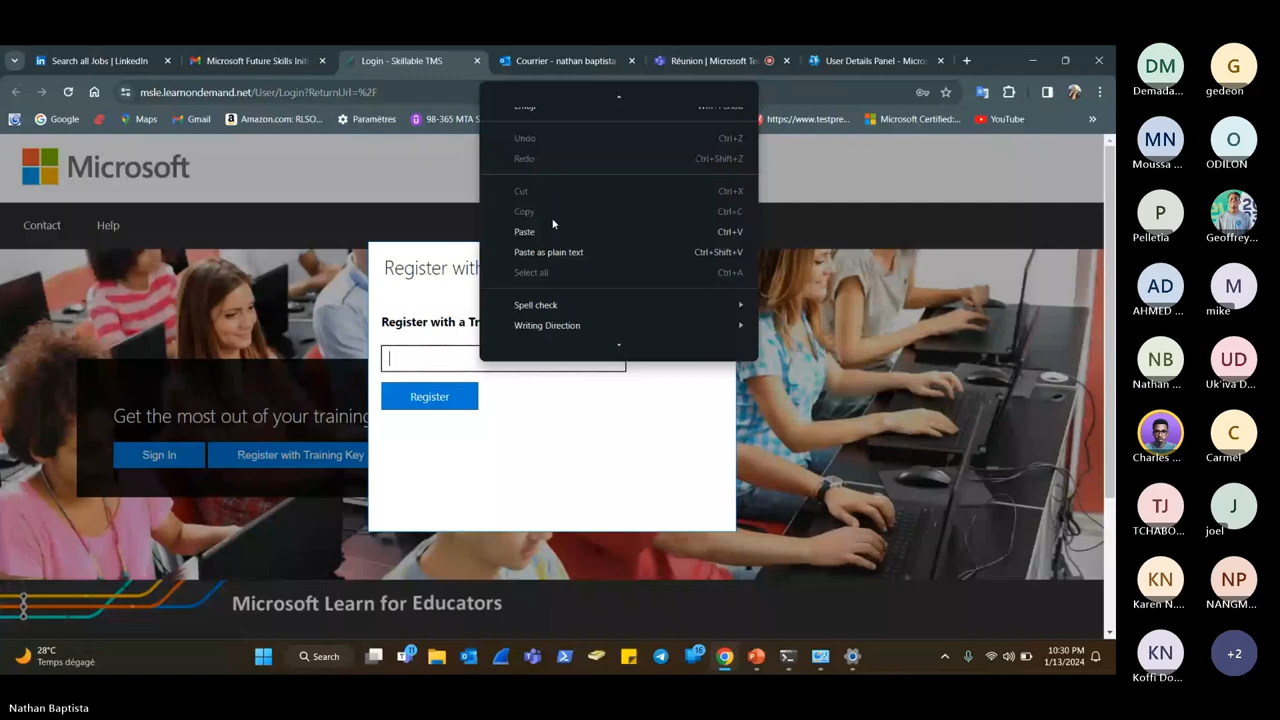 Search all Jobs | LinkedIn
Microsoft Future Skills Init
Login - Skillable TMS
Courrier - nathan baptista
Réunion | Microsoft Te
User Details Panel - Micros
msle.learnondemand.net/User/Login?ReturnUrl=%2F
Google
Maps
Gmail
Amazon.com: RLSO...
Paramètres
98-365 MTA S
https://www.testpre...
Microsoft Certified:...
YouTube
Microsoft
Contact
Help
Undo Ctrl+Z
Redo Ctrl+Shift+Z
Cut Ctrl+X
Copy Ctrl+C
Paste Ctrl+V
Paste as plain text Ctrl+Shift+V
Select all Ctrl+A
Spell check
Writing Direction
Register with
Register with a Tr
Register
Get the most out of your training
Sign In
Register with Training Key
Microsoft Learn for Educators
28°C
Temps dégagé
Search
11
16
10:30 PM
1/13/2024
DM
Demada...
G
gedeon
MN
Moussa ...
O
ODILON
P
Pelletia
Geoffrey...
AD
AHMED ...
M
mike
NB
Nathan ...
UD
Uk'iva D...
Charles ...
C
Carmel
TJ
TCHABO...
J
joel
KN
Karen N....
NP
NANGM...
KN
Koffi Do...
+2
Nathan Baptista